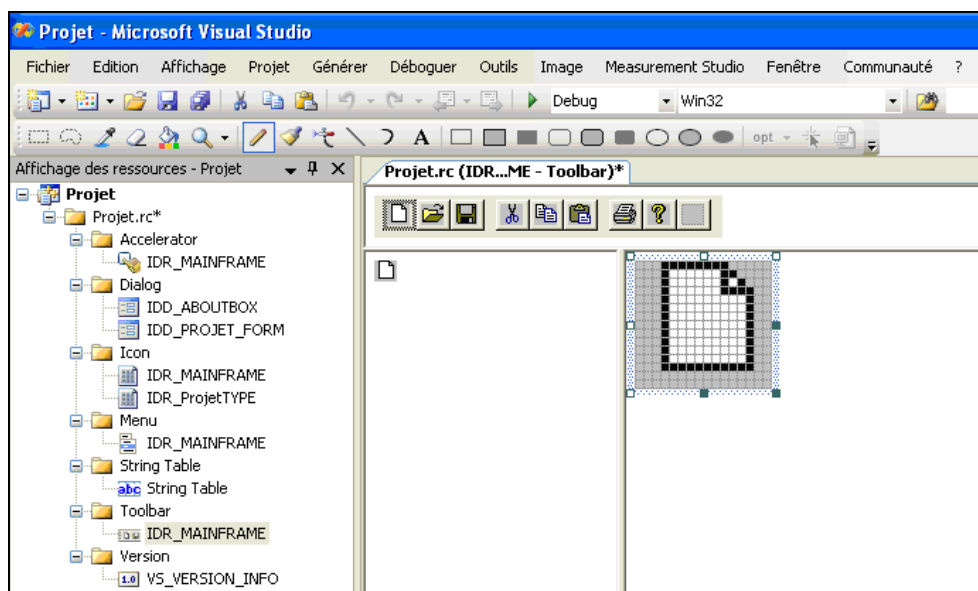 Projet - Microsoft Visual Studio
Fichier Edition Affichage Projet Générer Déboguer Outils Image Measurement Studio Fenêtre Communauté ?
Debug Win32
A opt
Affichage des ressources - Projet
Projet.rc (IDR...ME - Toolbar)*
Projet
Projet.rc*
Accelerator
IDR_MAINFRAME
Dialog
IDD_ABOUTBOX
IDD_PROJET_FORM
Icon
IDR_MAINFRAME
IDR_ProjetTYPE
Menu
IDR_MAINFRAME
String Table
abc String Table
Toolbar
IDR_MAINFRAME
Version
1.0 VS_VERSION_INFO